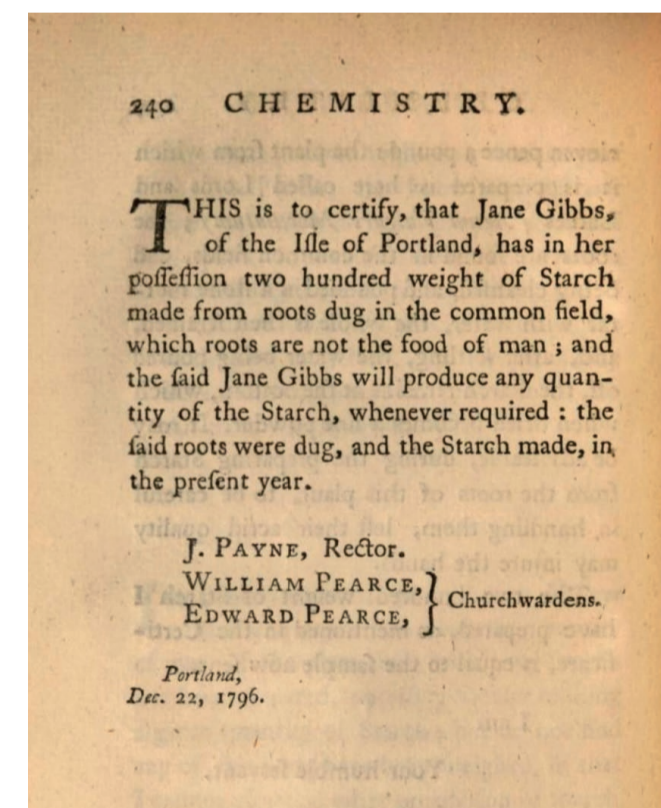 240 CHEMISTRY.
THIS is to certify, that Jane Gibbs,
of the Iſle of Portland, has in her
poſſeſſion two hundred weight of Starch
made from roots dug in the common field,
which roots are not the food of man ; and
the ſaid Jane Gibbs will produce any quan-
tity of the Starch, whenever required : the
ſaid roots were dug, and the Starch made, in
the preſent year.
J. PAYNE, Rector.
WILLIAM PEARCE,
EDWARD PEARCE, } Churchwardens.
Portland,
Dec. 22, 1796.